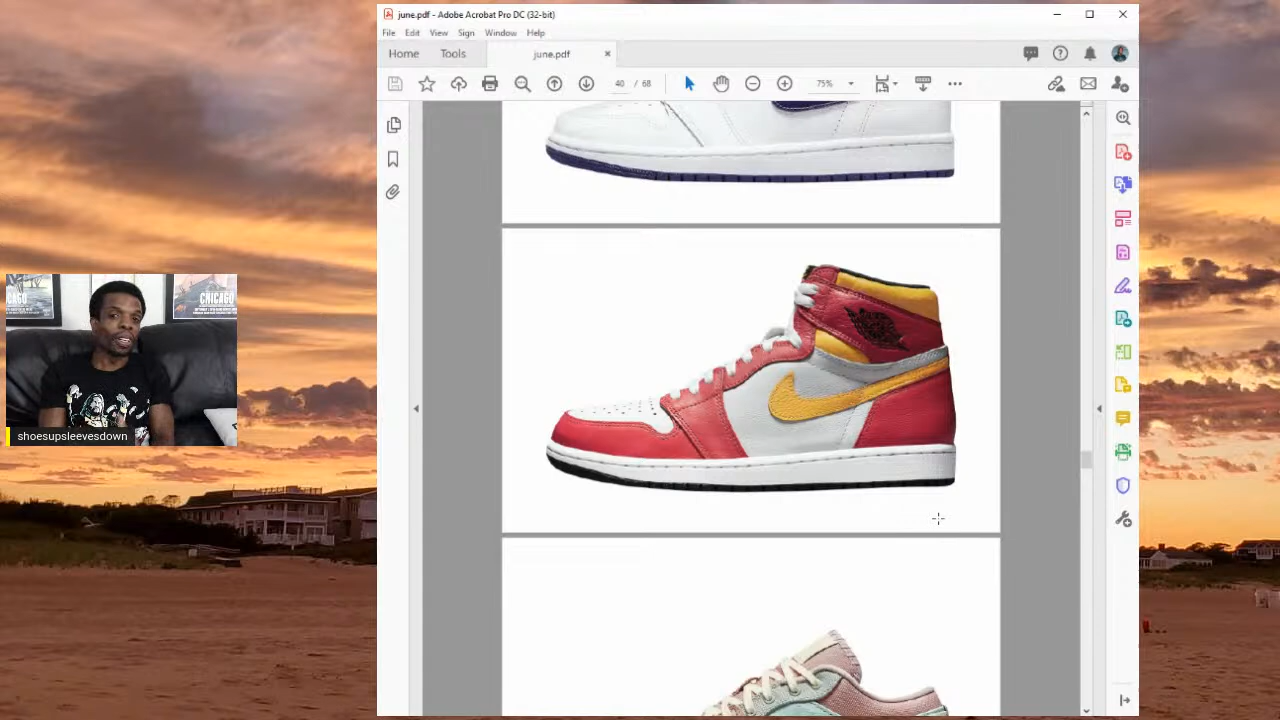 june.pdf - Adobe Acrobat Pro DC (32-bit)
File Edit View Sign Window Help
Home Tools june.pdf
40 / 68 75%
CHICAGO
shoesupsleevesdown